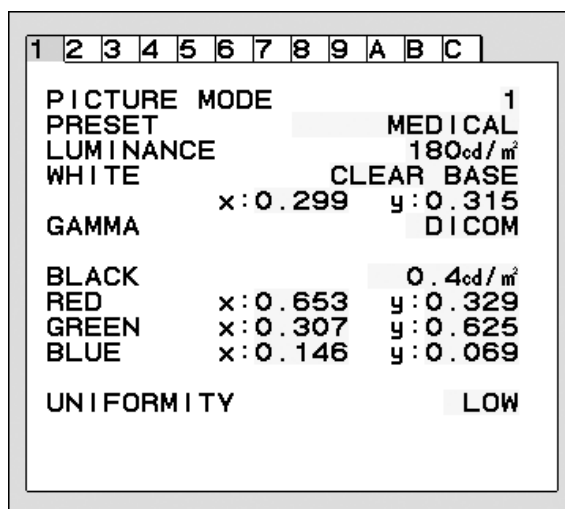 1 2 3 4 5 6 7 8 9 A B C
PICTURE MODE 1
PRESET MEDICAL
LUMINANCE 180cd/㎡
WHITE CLEAR BASE
x:0.299 y:0.315
GAMMA DICOM
BLACK 0.4cd/㎡
RED x:0.653 y:0.329
GREEN x:0.307 y:0.625
BLUE x:0.146 y:0.069
UNIFORMITY LOW